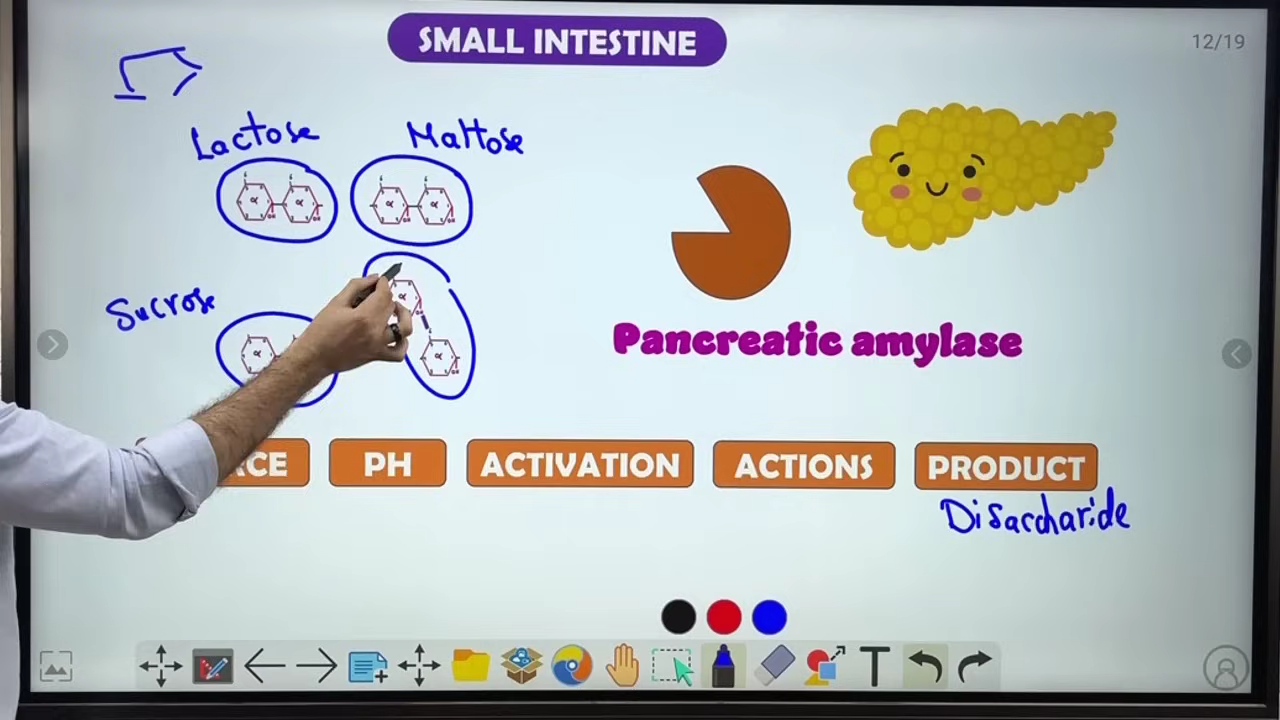 SMALL INTESTINE
12/19
Lactose
Maltose
Sucrose
Pancreatic amylase
PH
ACTIVATION
ACTIONS
PRODUCT
Disaccharide